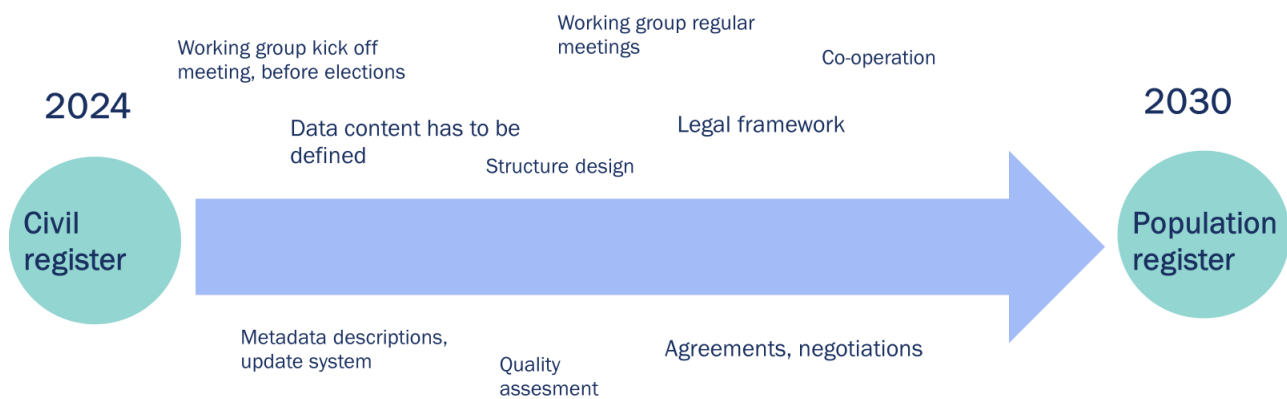 Working group regular
meetings
Working group kick off
meeting, before elections
Co-operation
2024
2030
Data content has to be
defined
Legal framework
Structure design
Civil
register
Population
register
Metadata descriptions,
update system
Quality
assesment
Agreements, negotiations